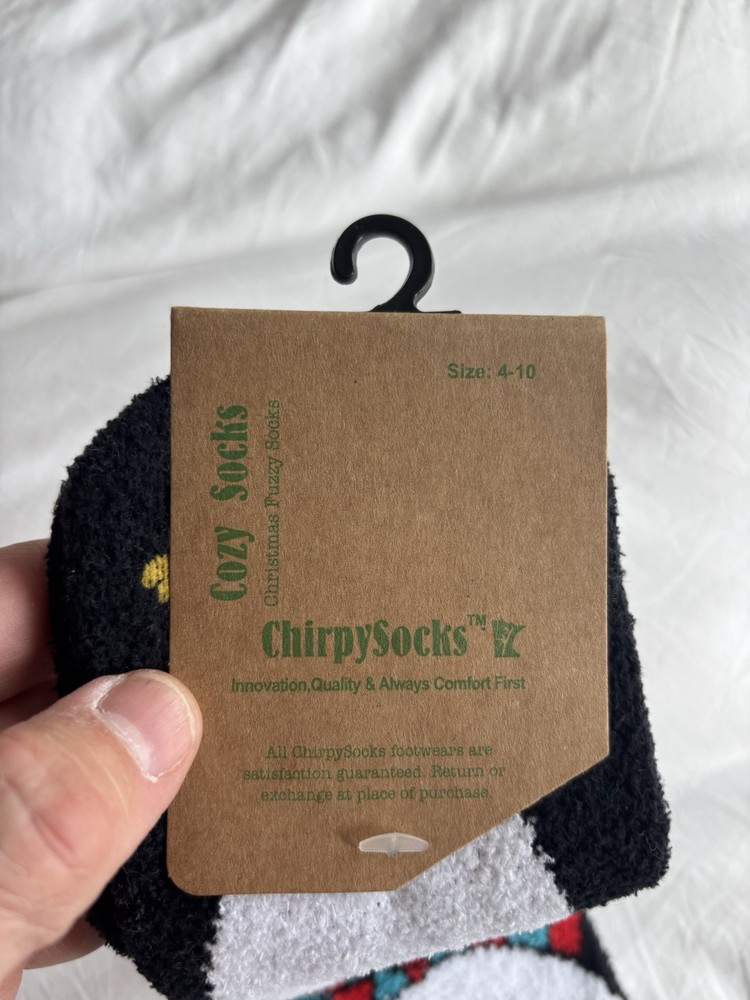 Size: 4-10
Cozy Socks
Christmas Fuzzy Socks
ChirpySocks™
Innovation,Quality & Always Comfort First
All ChirpySocks footwears are
satisfaction guaranteed. Return or
exchange at place of purchase.